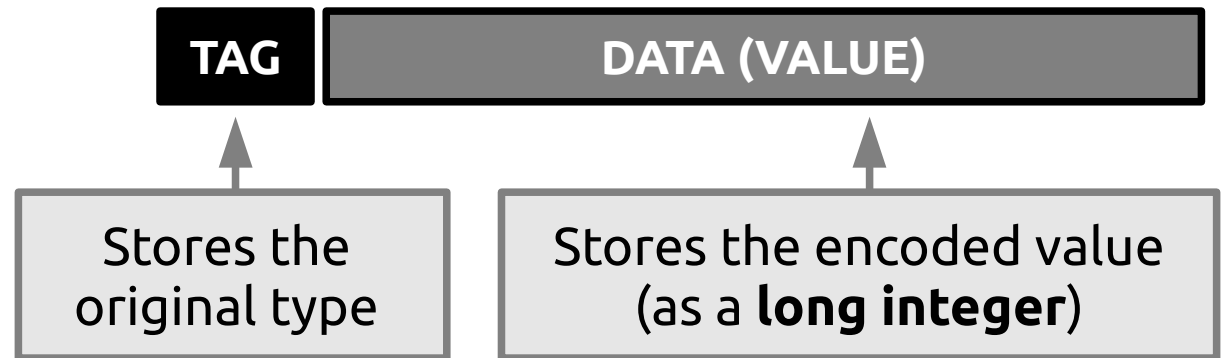 TAG
DATA (VALUE)
Stores the
original type
Stores the encoded value
(as a long integer)